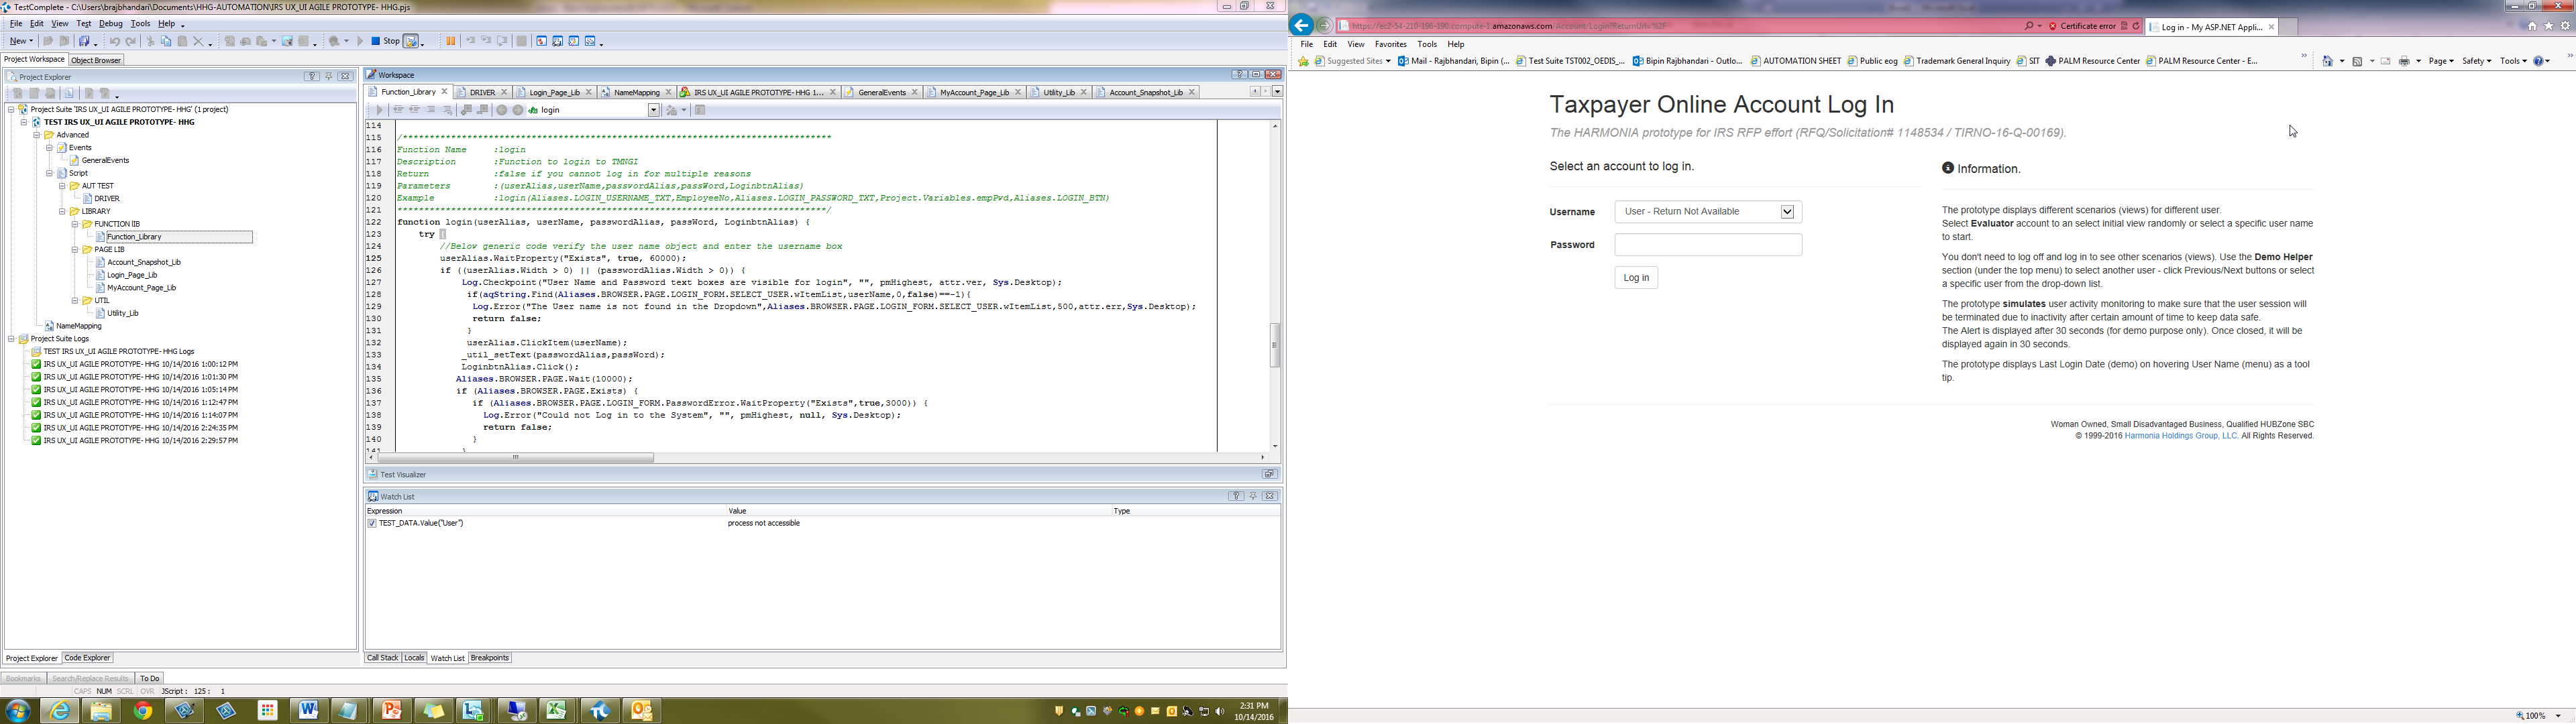 TestComplete - C:\Users\brajbhandari\Documents\HHG-AUTOMATION\IRS UX_UI AGILE PROTOTYPE- HHG.pjs
File Edit View Test Debug Tools Help
New Stop
Project Workspace Object Browser
Project Explorer
Project Suite 'IRS UX_UI AGILE PROTOTYPE- HHG' (1 project)
TEST IRS UX_UI AGILE PROTOTYPE- HHG
Advanced
Events
GeneralEvents
Script
AUT TEST
DRIVER
LIBRARY
FUNCTION lIB
Function_Library
PAGE LIB
Account_Snapshot_Lib
Login_Page_Lib
MyAccount_Page_Lib
UTIL
Utility_Lib
NameMapping
Project Suite Logs
TEST IRS UX_UI AGILE PROTOTYPE- HHG Logs
IRS UX_UI AGILE PROTOTYPE- HHG 10/14/2016 1:00:12 PM
IRS UX_UI AGILE PROTOTYPE- HHG 10/14/2016 1:01:30 PM
IRS UX_UI AGILE PROTOTYPE- HHG 10/14/2016 1:05:14 PM
IRS UX_UI AGILE PROTOTYPE- HHG 10/14/2016 1:12:47 PM
IRS UX_UI AGILE PROTOTYPE- HHG 10/14/2016 1:14:07 PM
IRS UX_UI AGILE PROTOTYPE- HHG 10/14/2016 2:24:35 PM
IRS UX_UI AGILE PROTOTYPE- HHG 10/14/2016 2:29:57 PM
Project Explorer Code Explorer
Workspace
Function_Library DRIVER Login_Page_Lib NameMapping IRS UX_UI AGILE PROTOTYPE- HHG 1... GeneralEvents MyAccount_Page_Lib Utility_Lib Account_Snapshot_Lib
login
114
115 /********************************************************************************
116 Function Name :login
117 Description :Function to login to TMNGI
118 Return :false if you cannot log in for multiple reasons
119 Parameters :(userAlias,userName,passwordAlias,passWord,LoginbtnAlias)
120 Example :login(Aliases.LOGIN_USERNAME_TXT,EmployeeNo,Aliases.LOGIN_PASSWORD_TXT,Project.Variables.empPwd,Aliases.LOGIN_BTN)
121 ********************************************************************************/
122 function login(userAlias, userName, passwordAlias, passWord, LoginbtnAlias) {
123 try {
124 //Below generic code verify the user name object and enter the username box
125 userAlias.WaitProperty("Exists", true, 60000);
126 if ((userAlias.Width > 0) || (passwordAlias.Width > 0)) {
127 Log.Checkpoint("User Name and Password text boxes are visible for login", "", pmHighest, attr.ver, Sys.Desktop);
128 if(aqString.Find(Aliases.BROWSER.PAGE.LOGIN_FORM.SELECT_USER.wItemList,userName,0,false)==-1){
129 Log.Error("The User name is not found in the Dropdown",Aliases.BROWSER.PAGE.LOGIN_FORM.SELECT_USER.wItemList,500,attr.err,Sys.Desktop);
130 return false;
131 }
132 userAlias.ClickItem(userName);
133 _util_setText(passwordAlias,passWord);
134 LoginbtnAlias.Click();
135 Aliases.BROWSER.PAGE.Wait(10000);
136 if (Aliases.BROWSER.PAGE.Exists) {
137 if (Aliases.BROWSER.PAGE.LOGIN_FORM.PasswordError.WaitProperty("Exists",true,3000)) {
138 Log.Error("Could not Log in to the System", "", pmHighest, null, Sys.Desktop);
139 return false;
140 }
141 }
Test Visualizer
Watch List
Expression Value Type
TEST_DATA.Value("User") process not accessible
Call Stack Locals Watch List Breakpoints
Bookmarks Search/Replace Results To Do
CAPS NUM SCRL OVR JScript : 125 : 1
2:31 PM
10/14/2016
https://ec2-54-210-196-190.compute-1.amazonaws.com/Account/Login?ReturnUrl=%2F
Certificate error
Log in - My ASP.NET Appli...
File Edit View Favorites Tools Help
Suggested Sites Mail - Rajbhandari, Bipin (... Test Suite TST002_OEDIS_... Bipin Rajbhandari - Outlo... AUTOMATION SHEET Public eog Trademark General Inquiry SIT PALM Resource Center PALM Resource Center - E...
Page Safety Tools
Taxpayer Online Account Log In
The HARMONIA prototype for IRS RFP effort (RFQ/Solicitation# 1148534 / TIRNO-16-Q-00169).
Select an account to log in.
Username User - Return Not Available
Password
Log in
Information.
The prototype displays different scenarios (views) for different user.
Select Evaluator account to an select initial view randomly or select a specific user name
to start.
You don't need to log off and log in to see other scenarios (views). Use the Demo Helper
section (under the top menu) to select another user - click Previous/Next buttons or select
a specific user from the drop-down list.
The prototype simulates user activity monitoring to make sure that the user session will
be terminated due to inactivity after certain amount of time to keep data safe.
The Alert is displayed after 30 seconds (for demo purpose only). Once closed, it will be
displayed again in 30 seconds.
The prototype displays Last Login Date (demo) on hovering User Name (menu) as a tool
tip.
Woman Owned, Small Disadvantaged Business, Qualified HUBZone SBC
© 1999-2016 Harmonia Holdings Group, LLC. All Rights Reserved.
100%